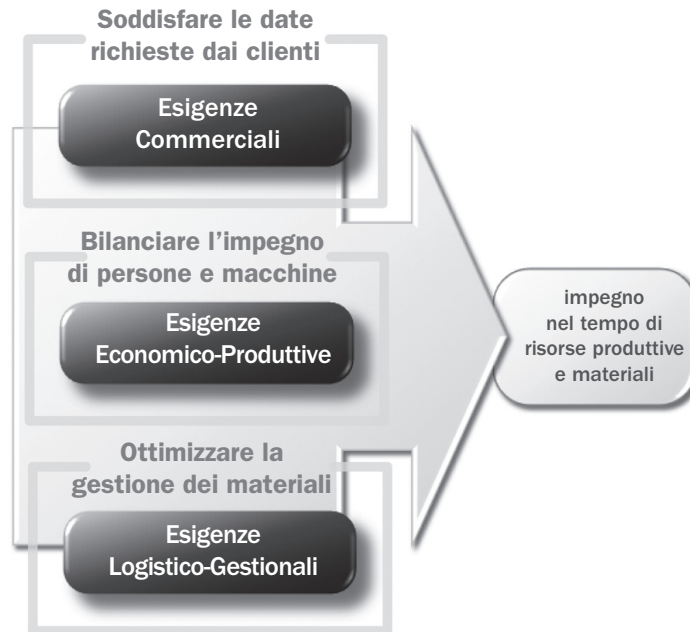 Soddisfare le date
richieste dai clienti
Esigenze
Commerciali
Bilanciare l’impegno
di persone e macchine
Esigenze
Economico-Produttive
Ottimizzare la
gestione dei materiali
Esigenze
Logistico-Gestionali
impegno
nel tempo di
risorse produttive
e materiali